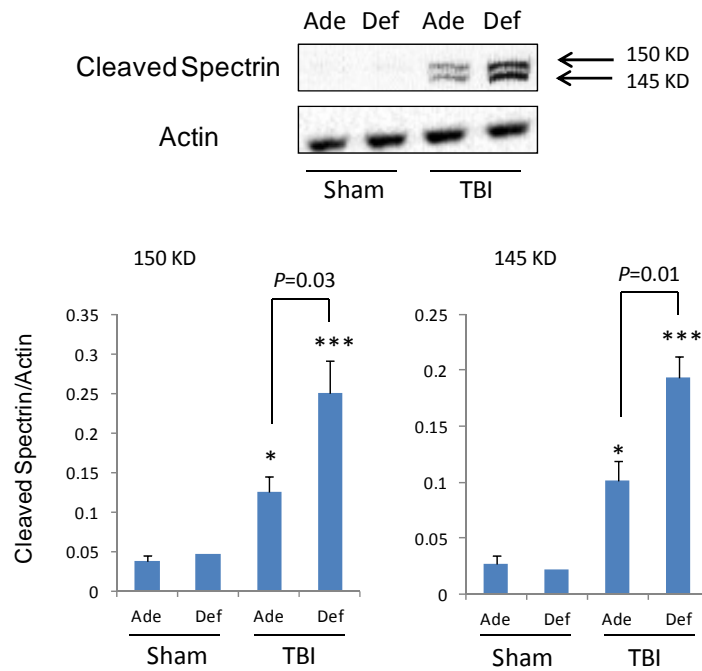 Ade Def Ade Def
Cleaved Spectrin
150 KD
145 KD
Actin
Sham TBI
150 KD
P=0.03
Cleaved Spectrin/Actin
0.35
0.3
0.25
0.2
0.15
0.1
0.05
0
***
*
Ade Def Ade Def
Sham TBI
145 KD
P=0.01
0.25
0.2
0.15
0.1
0.05
0
***
*
Ade Def Ade Def
Sham TBI